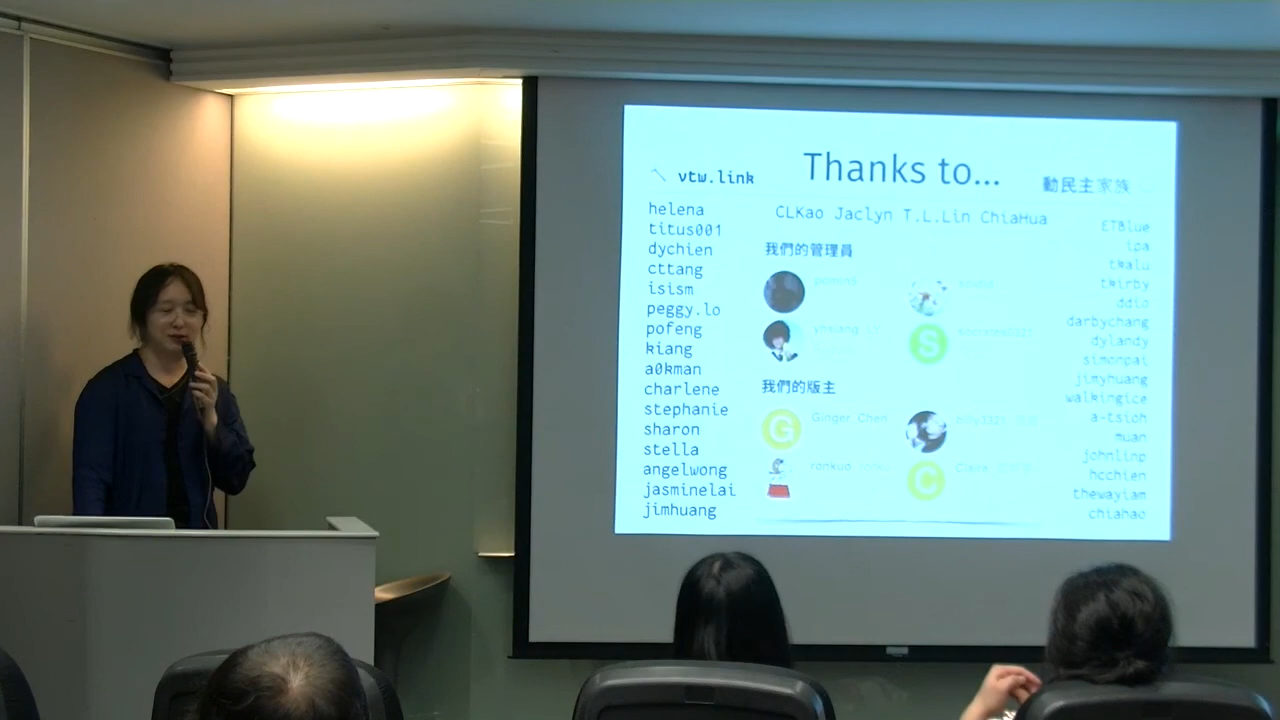 Thanks to...
vtw.link
動民主家族
CLKao Jaclyn T.L.Lin ChiaHua
helena
titus001
dychien
cttang
isism
peggy.lo
pofeng
kiang
a0kman
charlene
stephanie
sharon
stella
angelwong
jasminelai
jimhuang
我們的管理員
S
我們的版主
G
Ginger Chen
ronkuo
C
ETBlue
ipa
tkalu
tkirby
ddio
darbychang
dylandy
simonpai
jimyhuang
walkingice
a-tsioh
muan
johnlinp
hcchien
thewayiam
chiahao